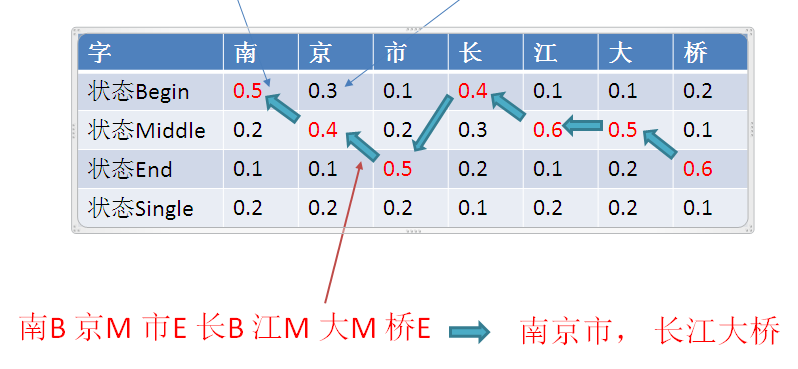 字 南 京 市 长 江 大 桥
状态Begin 0.5 0.3 0.1 0.4 0.1 0.1 0.2
状态Middle 0.2 0.4 0.2 0.3 0.6 0.5 0.1
状态End 0.1 0.1 0.5 0.2 0.1 0.2 0.6
状态Single 0.2 0.2 0.2 0.1 0.2 0.2 0.1
南B 京M 市E 长B 江M 大M 桥E 南京市， 长江大桥